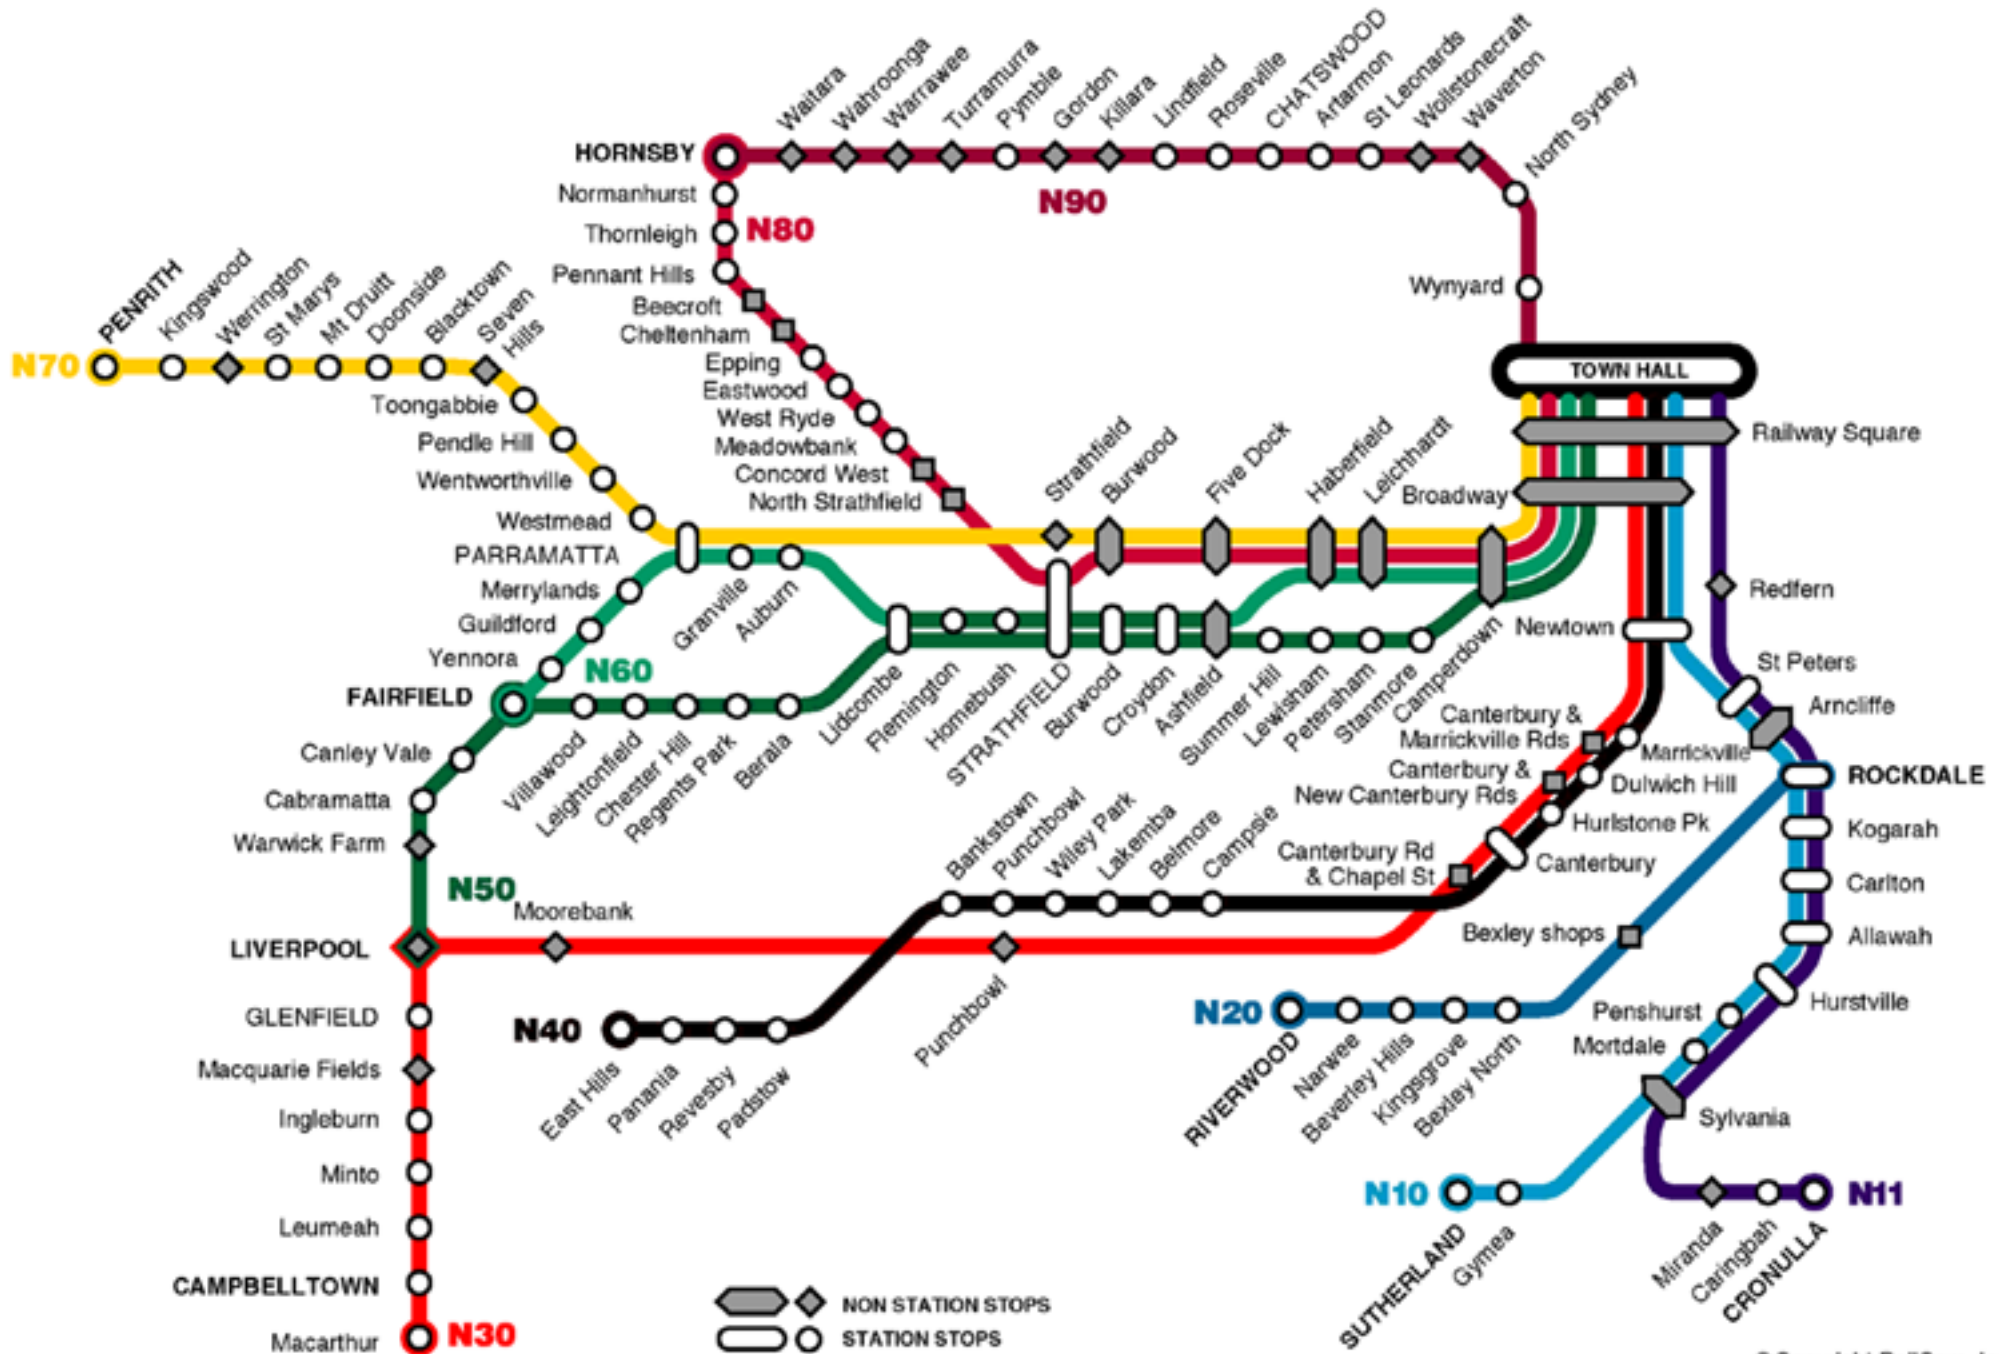 Waitara
Wahroonga
Warrawee
Turramurra
Pymble
Gordon
Killara
Lindfield
Roseville
CHATSWOOD
Artarmon
St Leonards
Wollstonecraft
Waverton
North Sydney
HORNSBY
N90
Normanhurst
N80
Thornleigh
Pennant Hills
Wynyard
Beecroft
Cheltenham
Epping
Eastwood
West Ryde
Meadowbank
Concord West
North Strathfield
N70
PENRITH
Kingswood
Werrington
St Marys
Mt Druitt
Doonside
Blacktown
Seven
Hills
Toongabbie
Pendle Hill
Wentworthville
Westmead
PARRAMATTA
TOWN HALL
Railway Square
Broadway
Strathfield
Burwood
Five Dock
Haberfield
Leichhardt
Merrylands
Guildford
Yennora
N60
FAIRFIELD
Granville
Auburn
Canley Vale
Cabramatta
Warwick Farm
N50
Villawood
Leightonfield
Chester Hill
Regents Park
Berala
Lidcombe
Flemington
Homebush
STRATHFIELD
Burwood
Croydon
Ashfield
Summer Hill
Lewisham
Petersham
Stanmore
Camperdown
Newtown
Redfern
St Peters
Arncliffe
ROCKDALE
Kogarah
Carlton
Allawah
Hurstville
Canterbury &
Marrickville Rds
Canterbury &
New Canterbury Rds
Canterbury Rd
& Chapel St
Marrickville
Dulwich Hill
Hurlstone Pk
Canterbury
Bankstown
Punchbowl
Wiley Park
Lakemba
Belmore
Campsie
LIVERPOOL
Moorebank
Punchbowl
GLENFIELD
Macquarie Fields
Ingleburn
Minto
Leumeah
CAMPBELLTOWN
Macarthur
N30
N40
East Hills
Panania
Revesby
Padstow
Bexley shops
N20
RIVERWOOD
Narwee
Beverley Hills
Kingsgrove
Bexley North
Penshurst
Mortdale
Sylvania
N10
SUTHERLAND
Gymea
N11
Miranda
Caringbah
CRONULLA
NON STATION STOPS
STATION STOPS